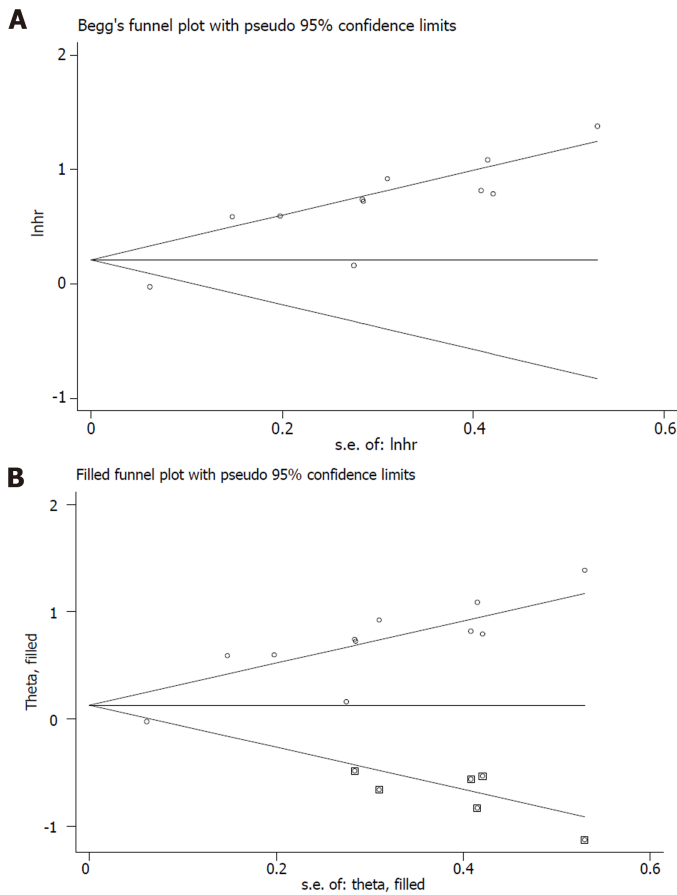 A
Begg's funnel plot with pseudo 95% confidence limits
2
1
0
-1
lnhr
0 0.2 0.4 0.6
s.e. of: lnhr
B
Filled funnel plot with pseudo 95% confidence limits
2
1
0
-1
Theta, filled
0 0.2 0.4 0.6
s.e. of: theta, filled